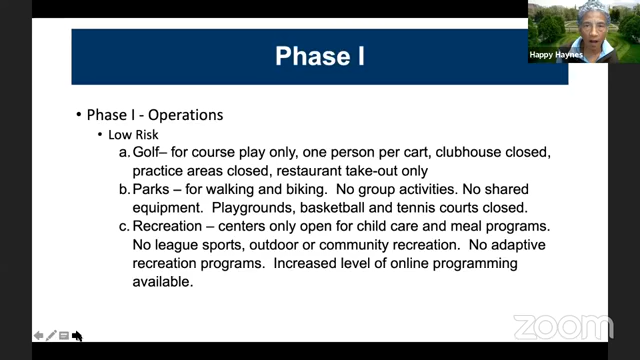 Happy Haynes
Phase I
• Phase I - Operations
• Low Risk
a. Golf– for course play only, one person per cart, clubhouse closed,
practice areas closed, restaurant take-out only
b. Parks – for walking and biking. No group activities. No shared
equipment. Playgrounds, basketball and tennis courts closed.
c. Recreation – centers only open for child care and meal programs.
No league sports, outdoor or community recreation. No adaptive
recreation programs. Increased level of online programming
available.
zoom